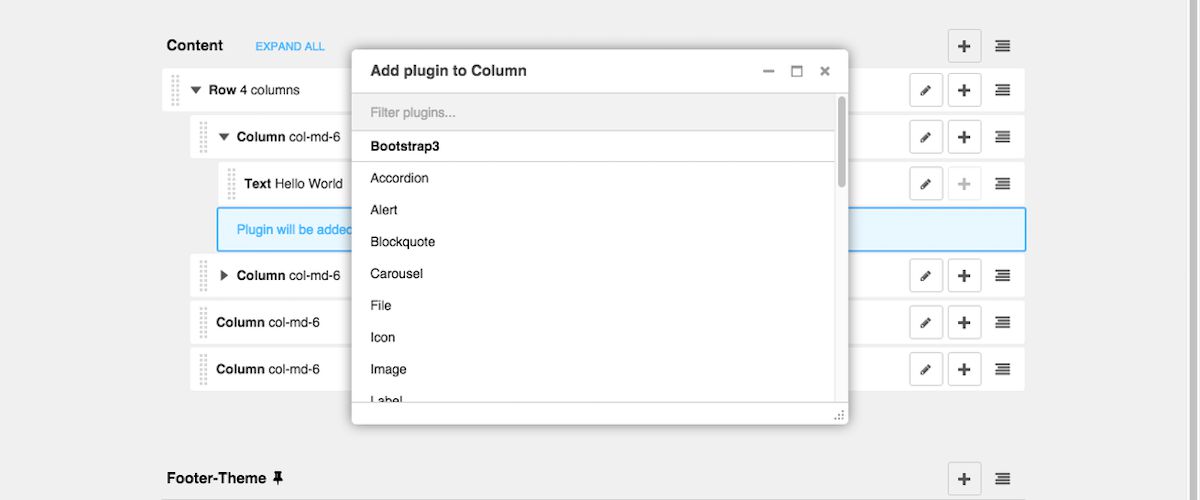 Content EXPAND ALL
Add plugin to Column
Row 4 columns
Filter plugins...
Column col-md-6
Bootstrap3
Text Hello World
Accordion
Alert
Plugin will be added
Blockquote
Column col-md-6
Carousel
File
Column col-md-6
Icon
Column col-md-6
Image
Label
Footer-Theme